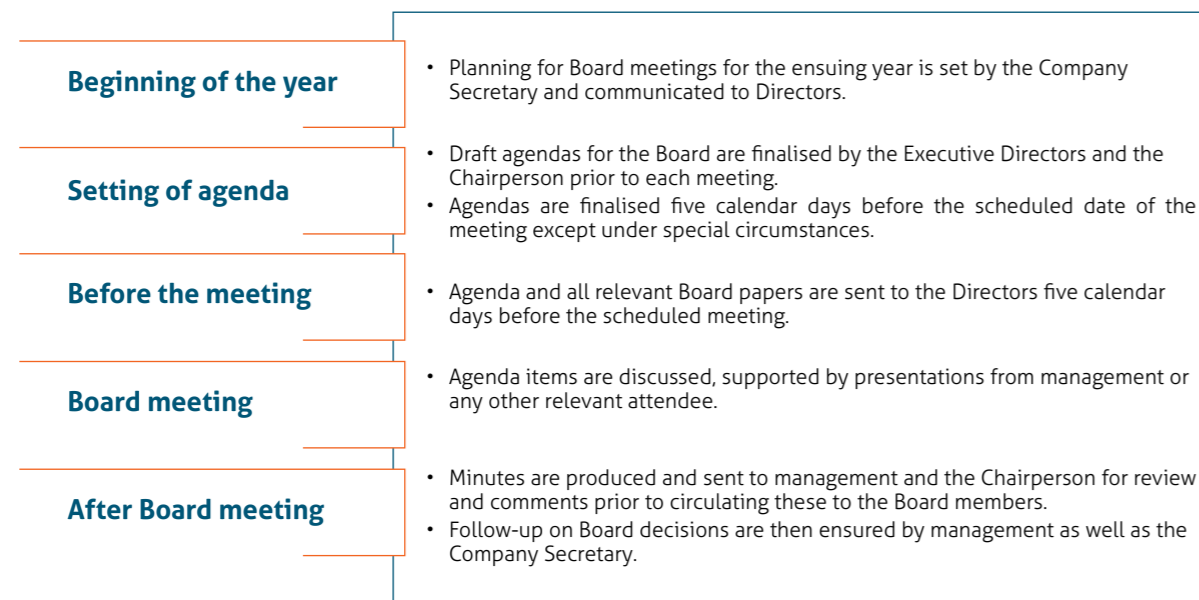 Beginning of the year
• Planning for Board meetings for the ensuing year is set by the Company
Secretary and communicated to Directors.
Setting of agenda
• Draft agendas for the Board are finalised by the Executive Directors and the
Chairperson prior to each meeting.
• Agendas are finalised five calendar days before the scheduled date of the
meeting except under special circumstances.
Before the meeting
• Agenda and all relevant Board papers are sent to the Directors five calendar
days before the scheduled meeting.
Board meeting
• Agenda items are discussed, supported by presentations from management or
any other relevant attendee.
After Board meeting
• Minutes are produced and sent to management and the Chairperson for review
and comments prior to circulating these to the Board members.
• Follow-up on Board decisions are then ensured by management as well as the
Company Secretary.